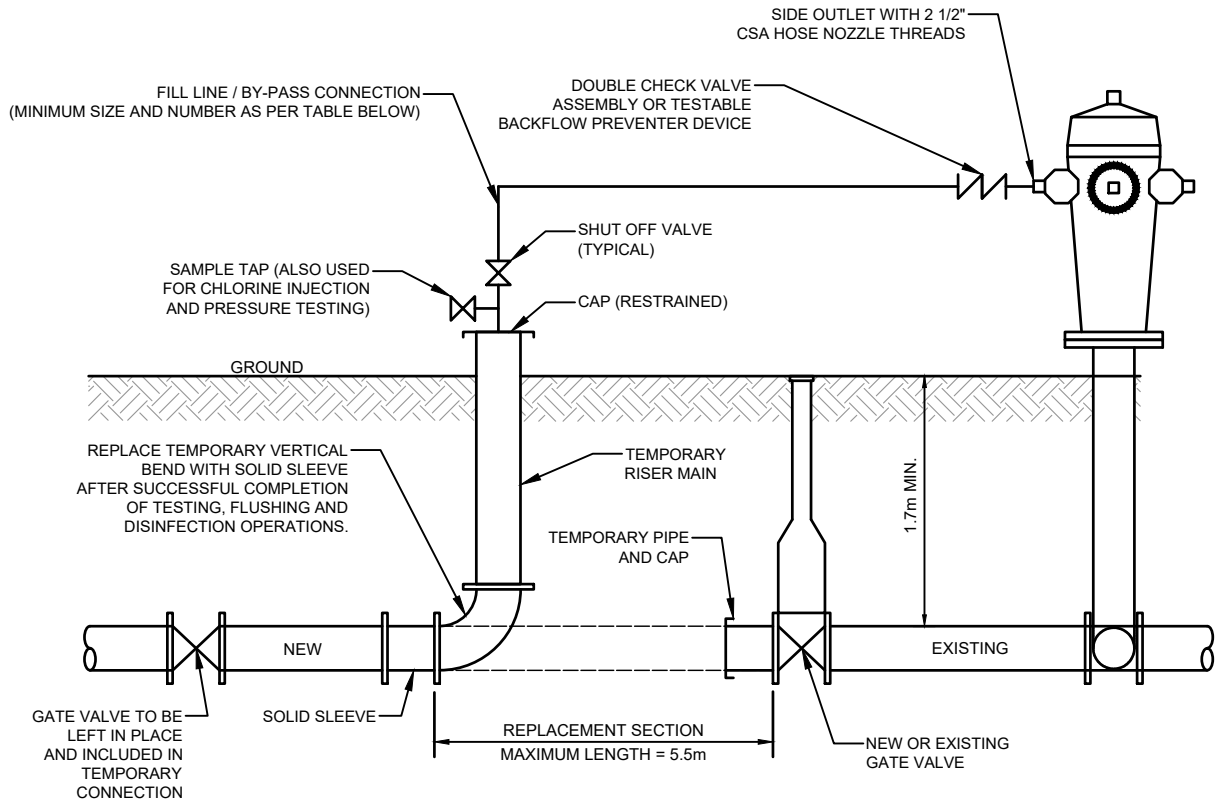 SIDE OUTLET WITH 2 1/2"
CSA HOSE NOZZLE THREADS
FILL LINE / BY-PASS CONNECTION
(MINIMUM SIZE AND NUMBER AS PER TABLE BELOW)
DOUBLE CHECK VALVE
ASSEMBLY OR TESTABLE
BACKFLOW PREVENTER DEVICE
SHUT OFF VALVE
(TYPICAL)
SAMPLE TAP (ALSO USED
FOR CHLORINE INJECTION
AND PRESSURE TESTING)
CAP (RESTRAINED)
GROUND
REPLACE TEMPORARY VERTICAL
BEND WITH SOLID SLEEVE
AFTER SUCCESSFUL COMPLETION
OF TESTING, FLUSHING AND
DISINFECTION OPERATIONS.
TEMPORARY
RISER MAIN
TEMPORARY PIPE
AND CAP
1.7m MIN.
NEW
EXISTING
GATE VALVE TO BE
LEFT IN PLACE
AND INCLUDED IN
TEMPORARY
CONNECTION
SOLID SLEEVE
REPLACEMENT SECTION
MAXIMUM LENGTH = 5.5m
NEW OR EXISTING
GATE VALVE